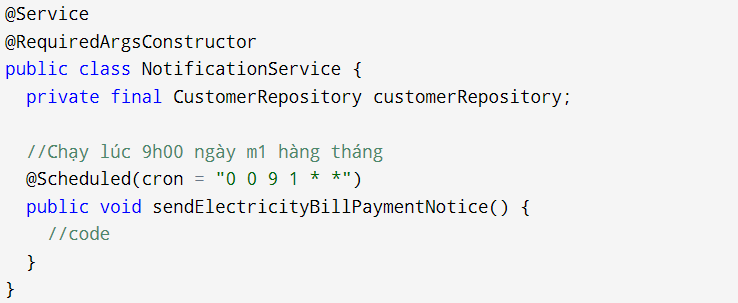 @Service
@RequiredArgsConstructor
public class NotificationService {
  private final CustomerRepository customerRepository;

  //Chạy lúc 9h00 ngày m1 hàng tháng
  @Scheduled(cron = "0 0 9 1 * *")
  public void sendElectricityBillPaymentNotice() {
    //code
  }
}